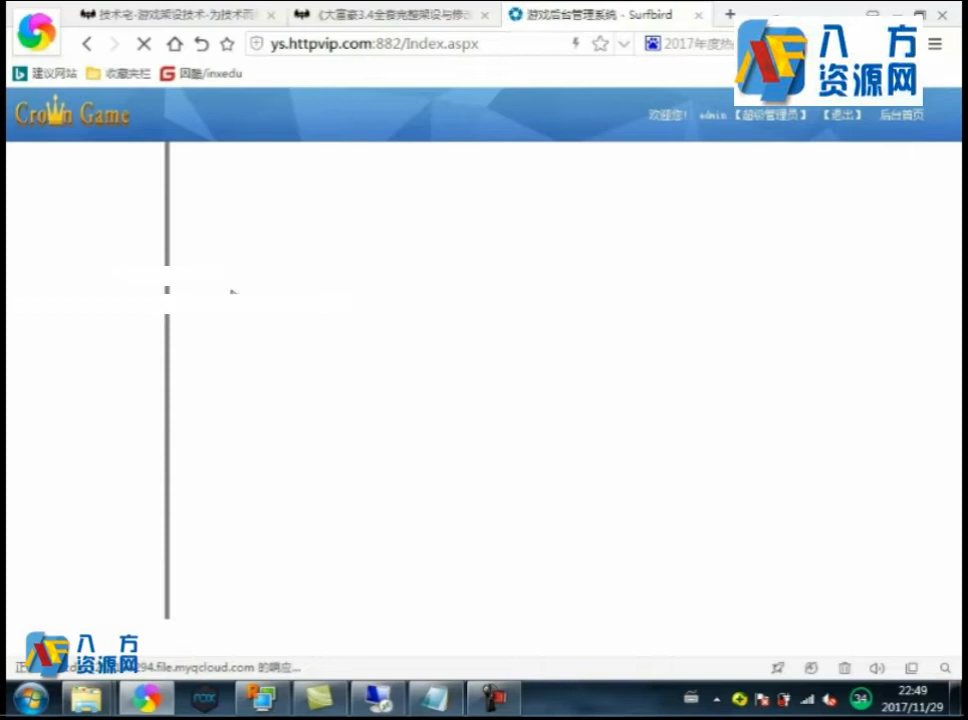 技术宅-游戏架设技术-为技术而
《大富豪3.4全套完整架设与修
游戏后台管理系统 - Surfbird
ys.httpvip.com:882/Index.aspx
2017年度热
八方
资源网
建议网站
收藏夹栏
/inxedu
Crown Game
欢迎您! admin 【超级管理员】 【退出】 后台首页
八方
资源网
294.file.myqcloud.com 的响应...
34
22:49
2017/11/29